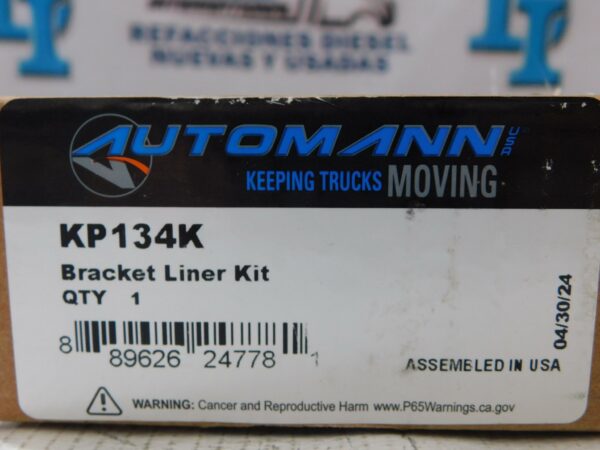 REFACCIONES DIESEL
NUEVAS Y USADAS
AUTOMANN USA
KEEPING TRUCKS MOVING
KP134K
Bracket Liner Kit
QTY 1
8 89626 24778 1
04/30/24
ASSEMBLED IN USA
WARNING: Cancer and Reproductive Harm www.P65Warnings.ca.gov